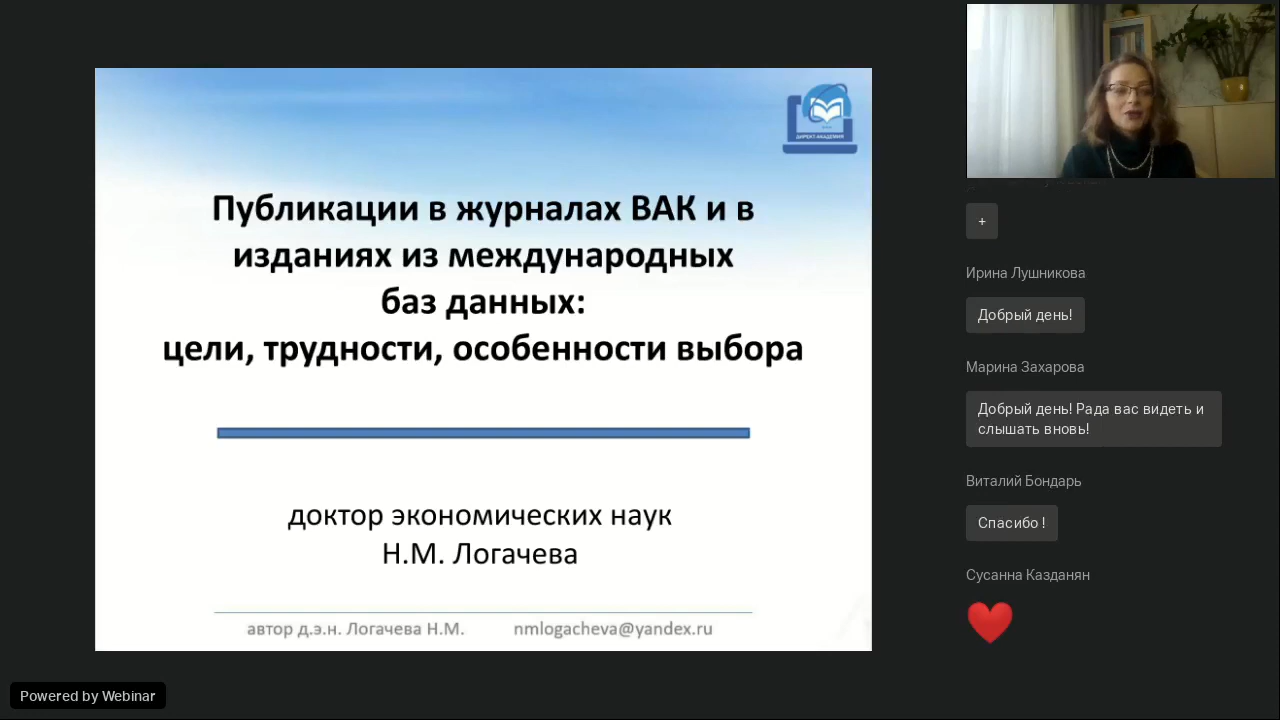 ДИРЕКТ-АКАДЕМИЯ
Публикации в журналах ВАК и в
изданиях из международных
баз данных:
цели, трудности, особенности выбора
доктор экономических наук
Н.М. Логачева
автор д.э.н. Логачева Н.М. nmlogacheva@yandex.ru
+
Ирина Лушникова
Добрый день!
Марина Захарова
Добрый день! Рада вас видеть и
слышать вновь!
Виталий Бондарь
Спасибо !
Сусанна Казданян
Powered by Webinar